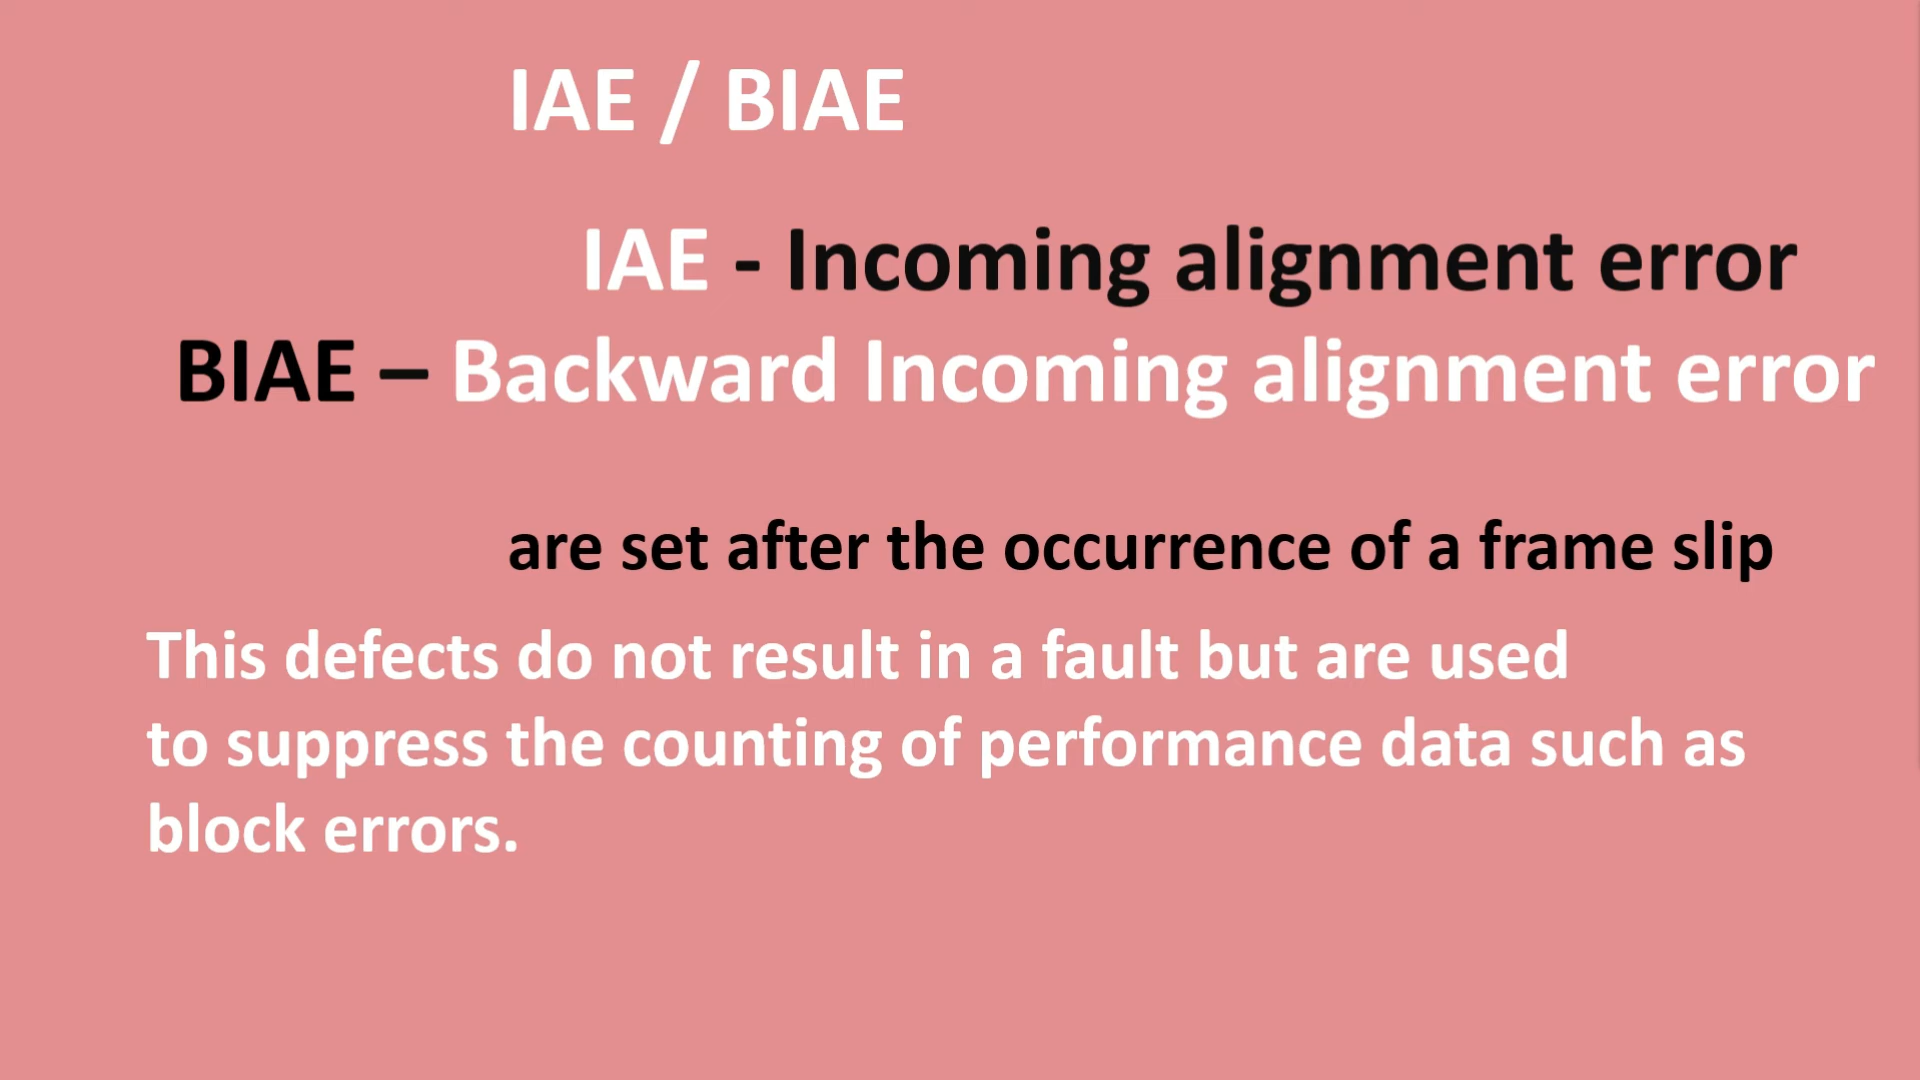 IAE / BIAE
IAE - Incoming alignment error
BIAE – Backward Incoming alignment error
are set after the occurrence of a frame slip
This defects do not result in a fault but are used
to suppress the counting of performance data such as
block errors.